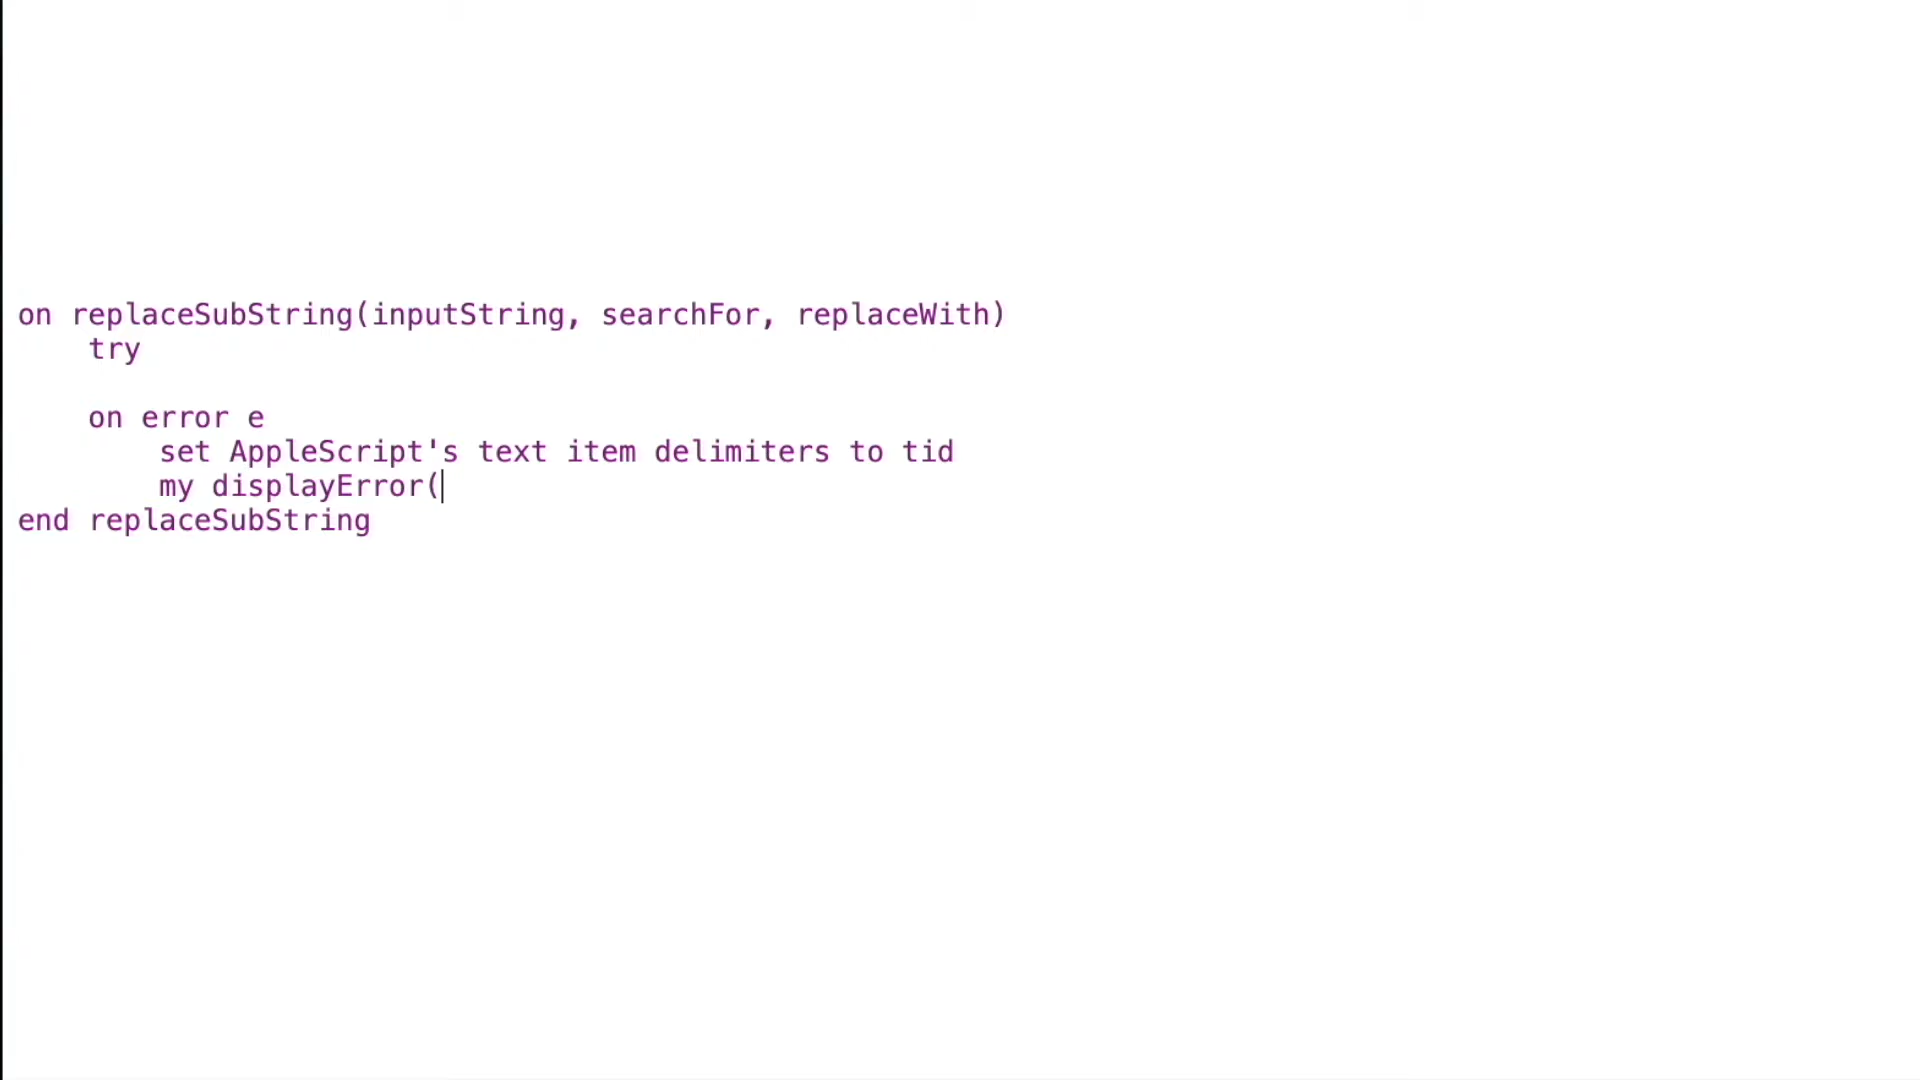 on replaceSubString(inputString, searchFor, replaceWith)
try
on error e
set AppleScript's text item delimiters to tid
my displayError(
end replaceSubString